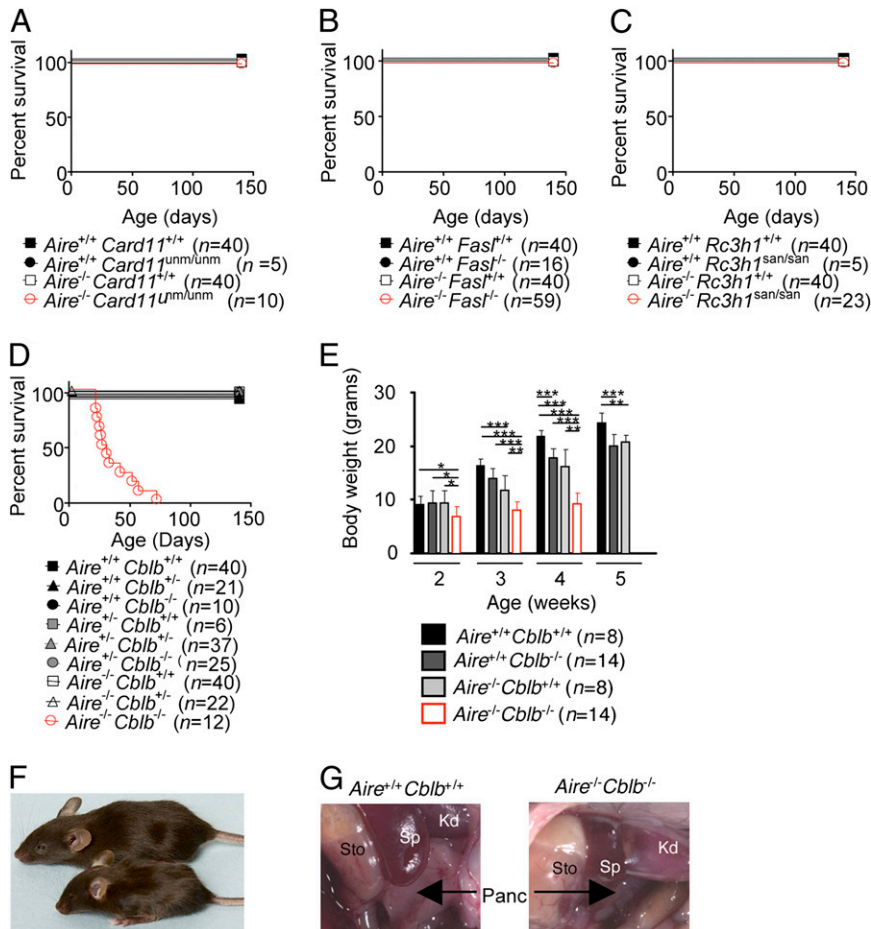 A
Percent survival
100
0
0 50 100 150
Age (days)
Aire+/+ Card11+/+ (n=40)
Aire+/+ Card11unm/unm (n =5)
Aire-/- Card11+/+ (n=40)
Aire-/- Card11unm/unm (n=10)
B
Percent survival
100
0
0 50 100 150
Age (days)
Aire+/+ Fasl+/+ (n=40)
Aire+/+ Fasl-/- (n=16)
Aire-/- Fasl+/+ (n=40)
Aire-/- Fasl-/- (n=59)
C
Percent survival
100
0
0 50 100 150
Age (days)
Aire+/+ Rc3h1+/+ (n=40)
Aire+/+ Rc3h1san/san (n=5)
Aire-/- Rc3h1+/+ (n=40)
Aire-/- Rc3h1san/san (n=23)
D
Percent survival
100
0
0 50 100 150
Age (Days)
Aire+/+ Cblb+/+ (n=40)
Aire+/+ Cblb+/- (n=21)
Aire+/+ Cblb-/- (n=10)
Aire+/- Cblb+/+ (n=6)
Aire+/- Cblb+/- (n=37)
Aire+/- Cblb-/- (n=25)
Aire-/- Cblb+/+ (n=40)
Aire-/- Cblb+/- (n=22)
Aire-/- Cblb-/- (n=12)
E
Body weight (grams)
30
20
10
0
*
*
*
***
***
***
**
***
***
***
***
**
***
**
2 3 4 5
Age (weeks)
Aire+/+Cblb+/+ (n=8)
Aire+/+Cblb-/- (n=14)
Aire-/-Cblb+/+ (n=8)
Aire-/-Cblb-/- (n=14)
F
G
Aire+/+Cblb+/+
Aire-/-Cblb-/-
Sto
Sp
Kd
Panc
Sto
Sp
Kd